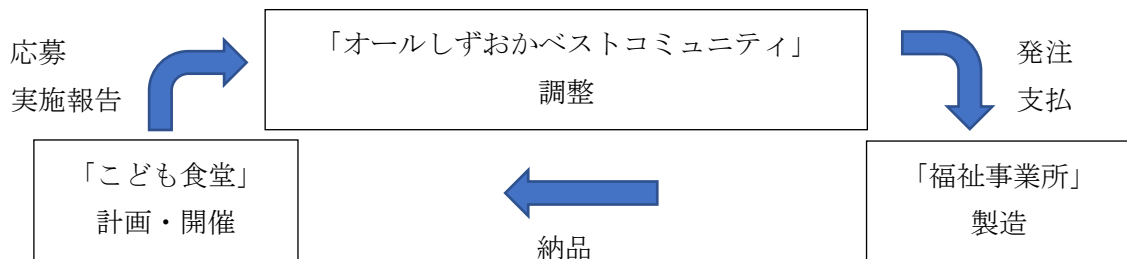 「オールしずおかベストコミュニティ」
調整
応募
実施報告
発注
支払
「こども食堂」
計画・開催
「福祉事業所」
製造
納品